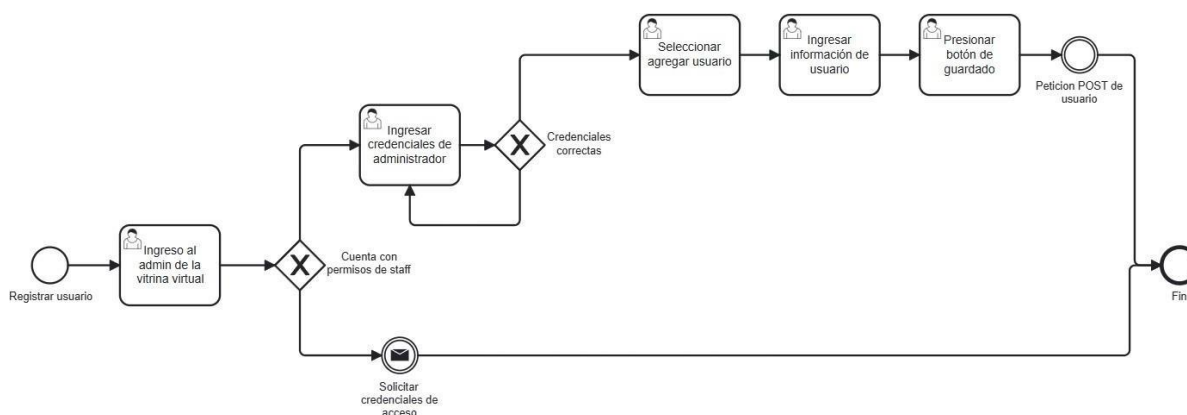 Registrar usuario
Ingreso al
admin de la
vitrina virtual
Cuenta con
permisos de staff
Ingresar
credenciales de
administrador
Credenciales
correctas
Seleccionar
agregar usuario
Ingresar
información de
usuario
Presionar
botón de
guardado
Peticion POST de
usuario
Solicitar
credenciales de
acceso
Fin